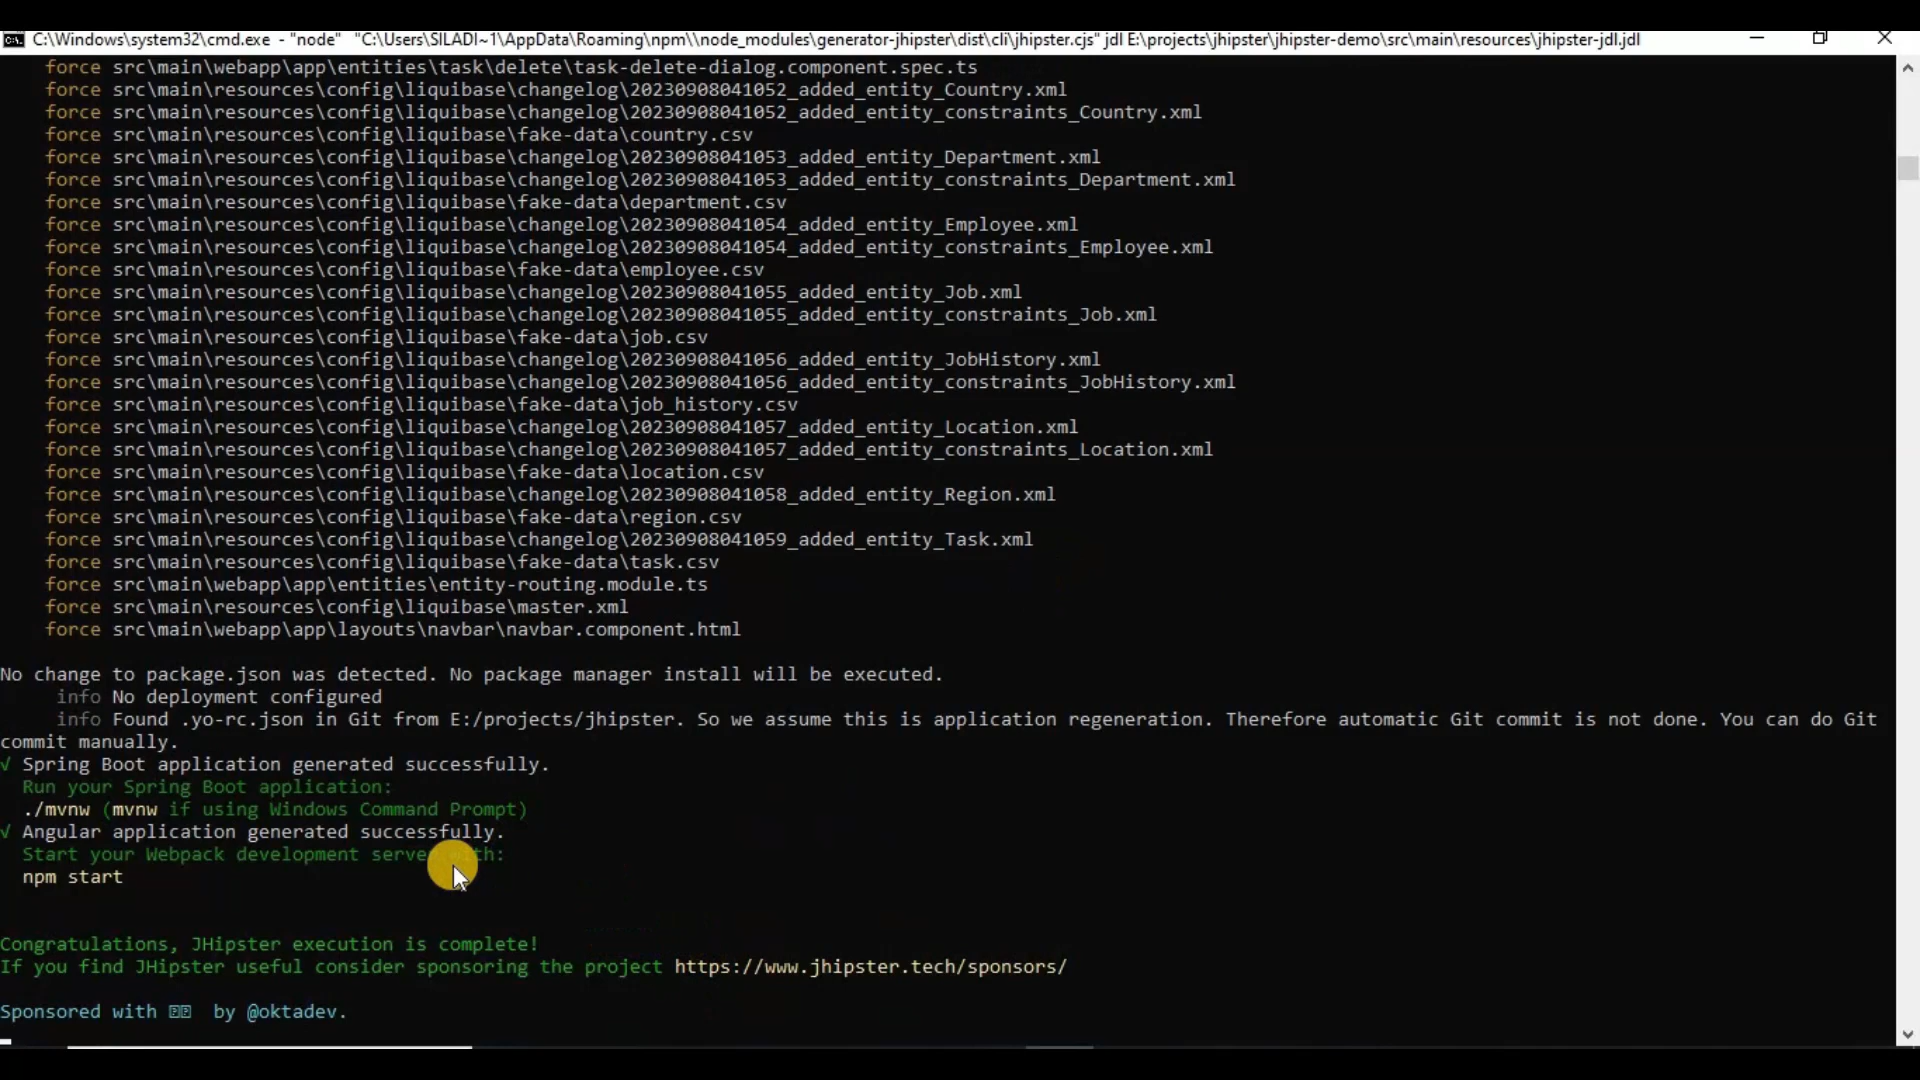 C:\Windows\system32\cmd.exe - "node" "C:\Users\SILADI~1\AppData\Roaming\npm\\node_modules\generator-jhipster\dist\cli\jhipster.cjs" jdl E:\projects\jhipster\jhipster-demo\src\main\resources\jhipster-jdl.jdl
force src\main\webapp\app\entities\task\delete\task-delete-dialog.component.spec.ts
force src\main\resources\config\liquibase\changelog\20230908041052_added_entity_Country.xml
force src\main\resources\config\liquibase\changelog\20230908041052_added_entity_constraints_Country.xml
force src\main\resources\config\liquibase\fake-data\country.csv
force src\main\resources\config\liquibase\changelog\20230908041053_added_entity_Department.xml
force src\main\resources\config\liquibase\changelog\20230908041053_added_entity_constraints_Department.xml
force src\main\resources\config\liquibase\fake-data\department.csv
force src\main\resources\config\liquibase\changelog\20230908041054_added_entity_Employee.xml
force src\main\resources\config\liquibase\changelog\20230908041054_added_entity_constraints_Employee.xml
force src\main\resources\config\liquibase\fake-data\employee.csv
force src\main\resources\config\liquibase\changelog\20230908041055_added_entity_Job.xml
force src\main\resources\config\liquibase\changelog\20230908041055_added_entity_constraints_Job.xml
force src\main\resources\config\liquibase\fake-data\job.csv
force src\main\resources\config\liquibase\changelog\20230908041056_added_entity_JobHistory.xml
force src\main\resources\config\liquibase\changelog\20230908041056_added_entity_constraints_JobHistory.xml
force src\main\resources\config\liquibase\fake-data\job_history.csv
force src\main\resources\config\liquibase\changelog\20230908041057_added_entity_Location.xml
force src\main\resources\config\liquibase\changelog\20230908041057_added_entity_constraints_Location.xml
force src\main\resources\config\liquibase\fake-data\location.csv
force src\main\resources\config\liquibase\changelog\20230908041058_added_entity_Region.xml
force src\main\resources\config\liquibase\fake-data\region.csv
force src\main\resources\config\liquibase\changelog\20230908041059_added_entity_Task.xml
force src\main\resources\config\liquibase\fake-data\task.csv
force src\main\webapp\app\entities\entity-routing.module.ts
force src\main\resources\config\liquibase\master.xml
force src\main\webapp\app\layouts\navbar\navbar.component.html
No change to package.json was detected. No package manager install will be executed.
info No deployment configured
info Found .yo-rc.json in Git from E:/projects/jhipster. So we assume this is application regeneration. Therefore automatic Git commit is not done. You can do Git
commit manually.
√ Spring Boot application generated successfully.
Run your Spring Boot application:
./mvnw (mvnw if using Windows Command Prompt)
√ Angular application generated successfully.
Start your Webpack development server with:
npm start
Congratulations, JHipster execution is complete!
If you find JHipster useful consider sponsoring the project https://www.jhipster.tech/sponsors/
Sponsored with by @oktadev.